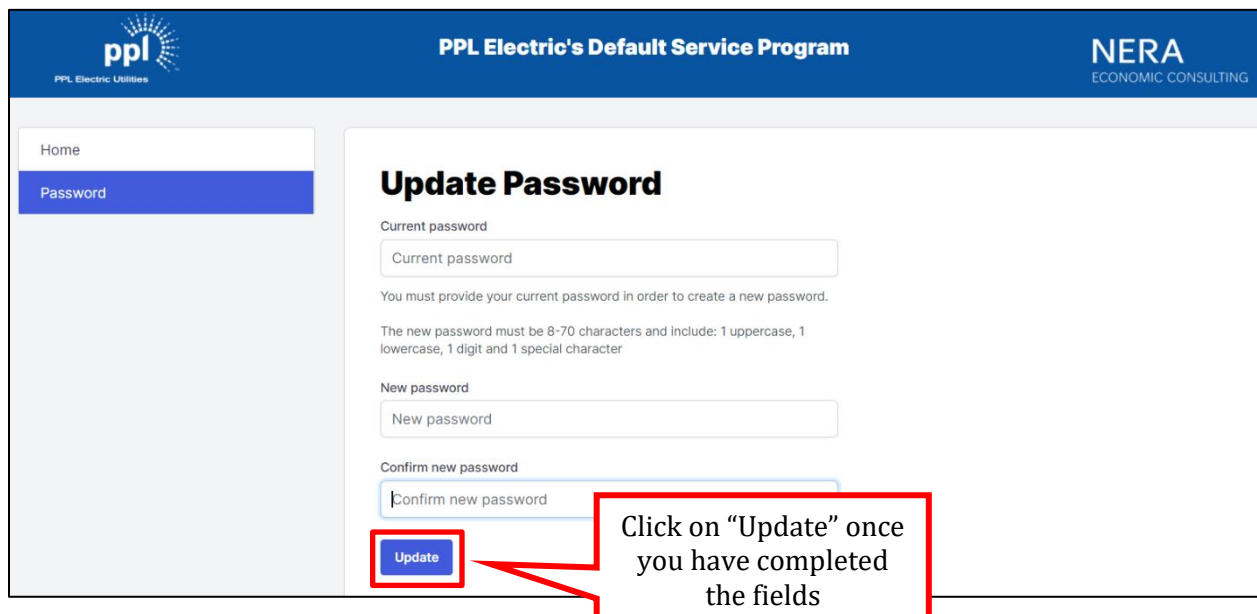 ppl
PPL Electric Utilities
PPL Electric's Default Service Program
NERA
ECONOMIC CONSULTING
Home
Password
Update Password
Current password
Current password
You must provide your current password in order to create a new password.
The new password must be 8-70 characters and include: 1 uppercase, 1
lowercase, 1 digit and 1 special character
New password
New password
Confirm new password
Confirm new password
Update
Click on “Update” once
you have completed
the fields